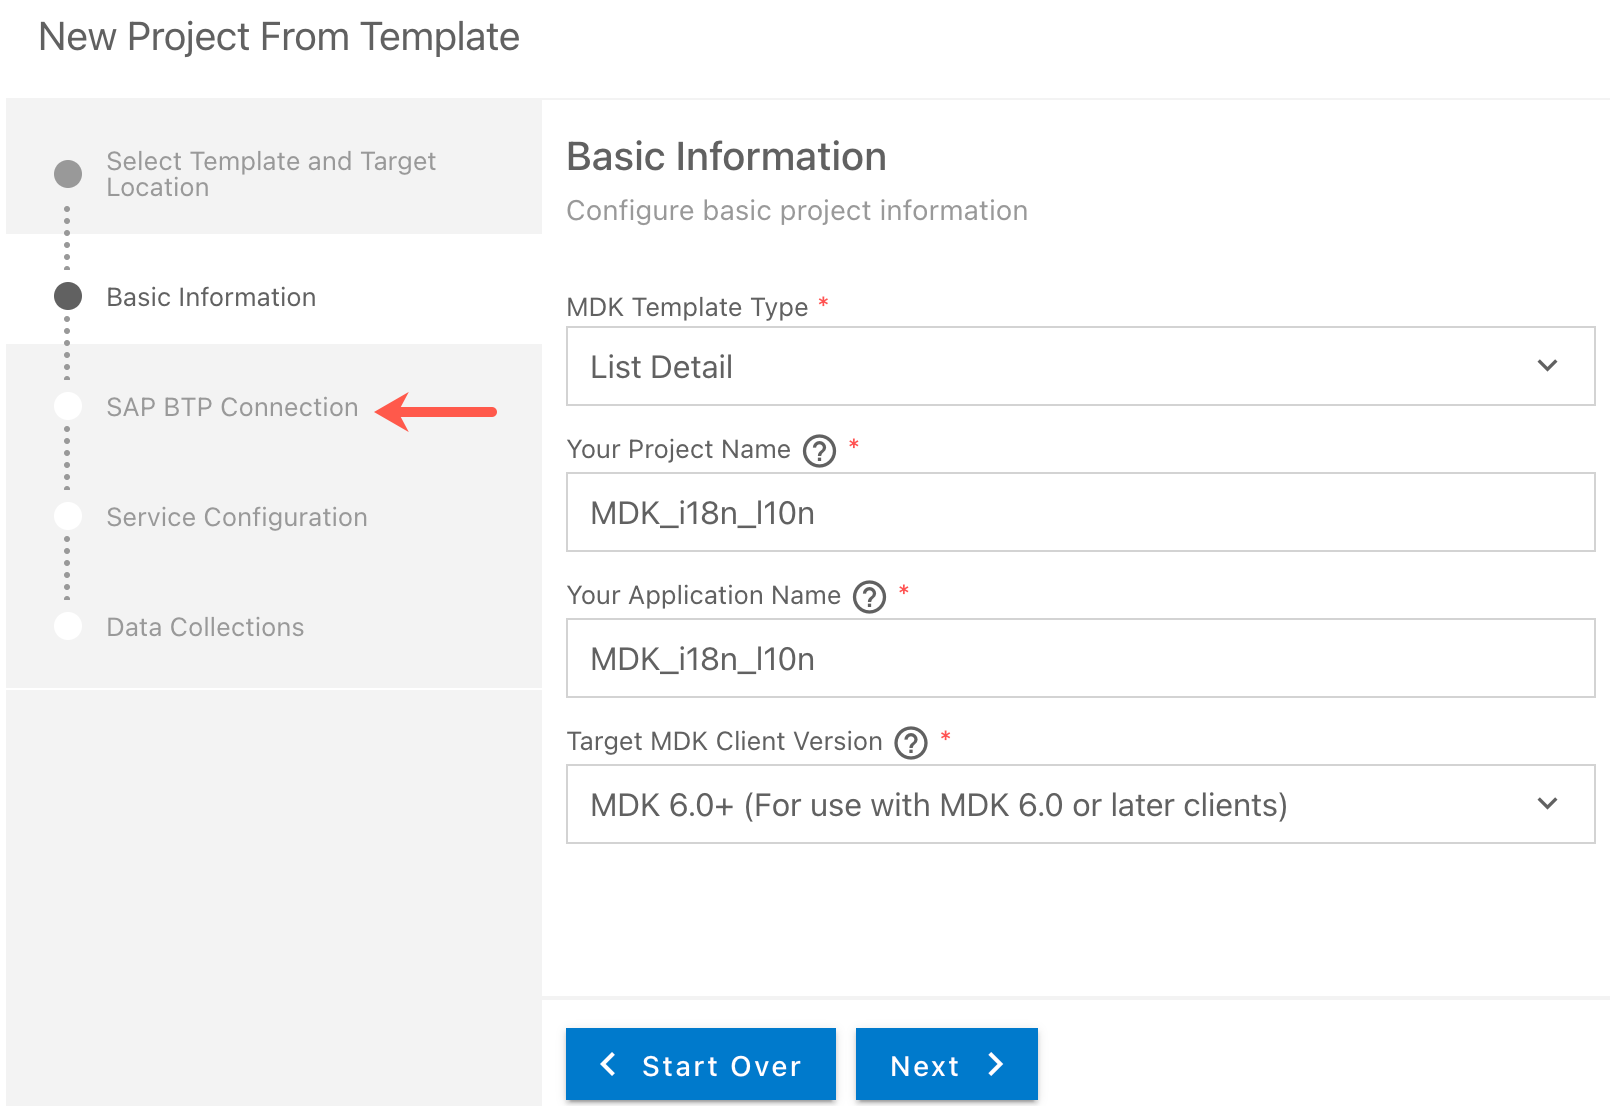 New Project From Template
Select Template and Target
Location
Basic Information
SAP BTP Connection
Service Configuration
Data Collections
Basic Information
Configure basic project information
MDK Template Type *
List Detail
Your Project Name ? *
MDK_i18n_l10n
Your Application Name ? *
MDK_i18n_l10n
Target MDK Client Version ? *
MDK 6.0+ (For use with MDK 6.0 or later clients)
Start Over
Next